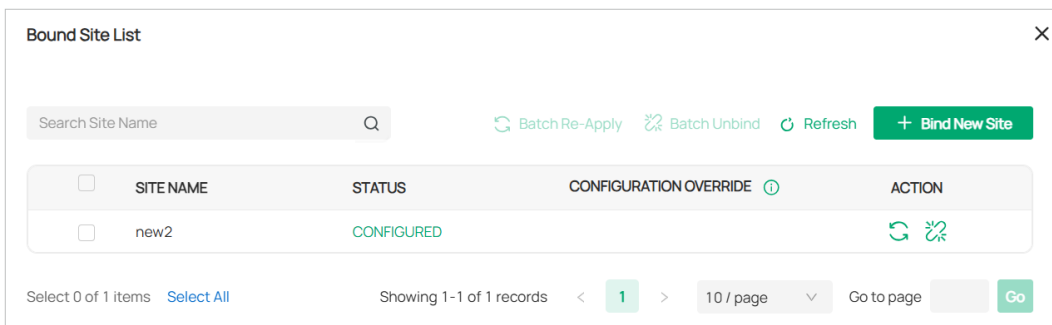 Bound Site List
Search Site Name Batch Re-Apply Batch Unbind Refresh + Bind New Site
SITE NAME STATUS CONFIGURATION OVERRIDE ACTION
new2 CONFIGURED
Select 0 of 1 items Select All Showing 1-1 of 1 records < 1 > 10 / page Go to page Go